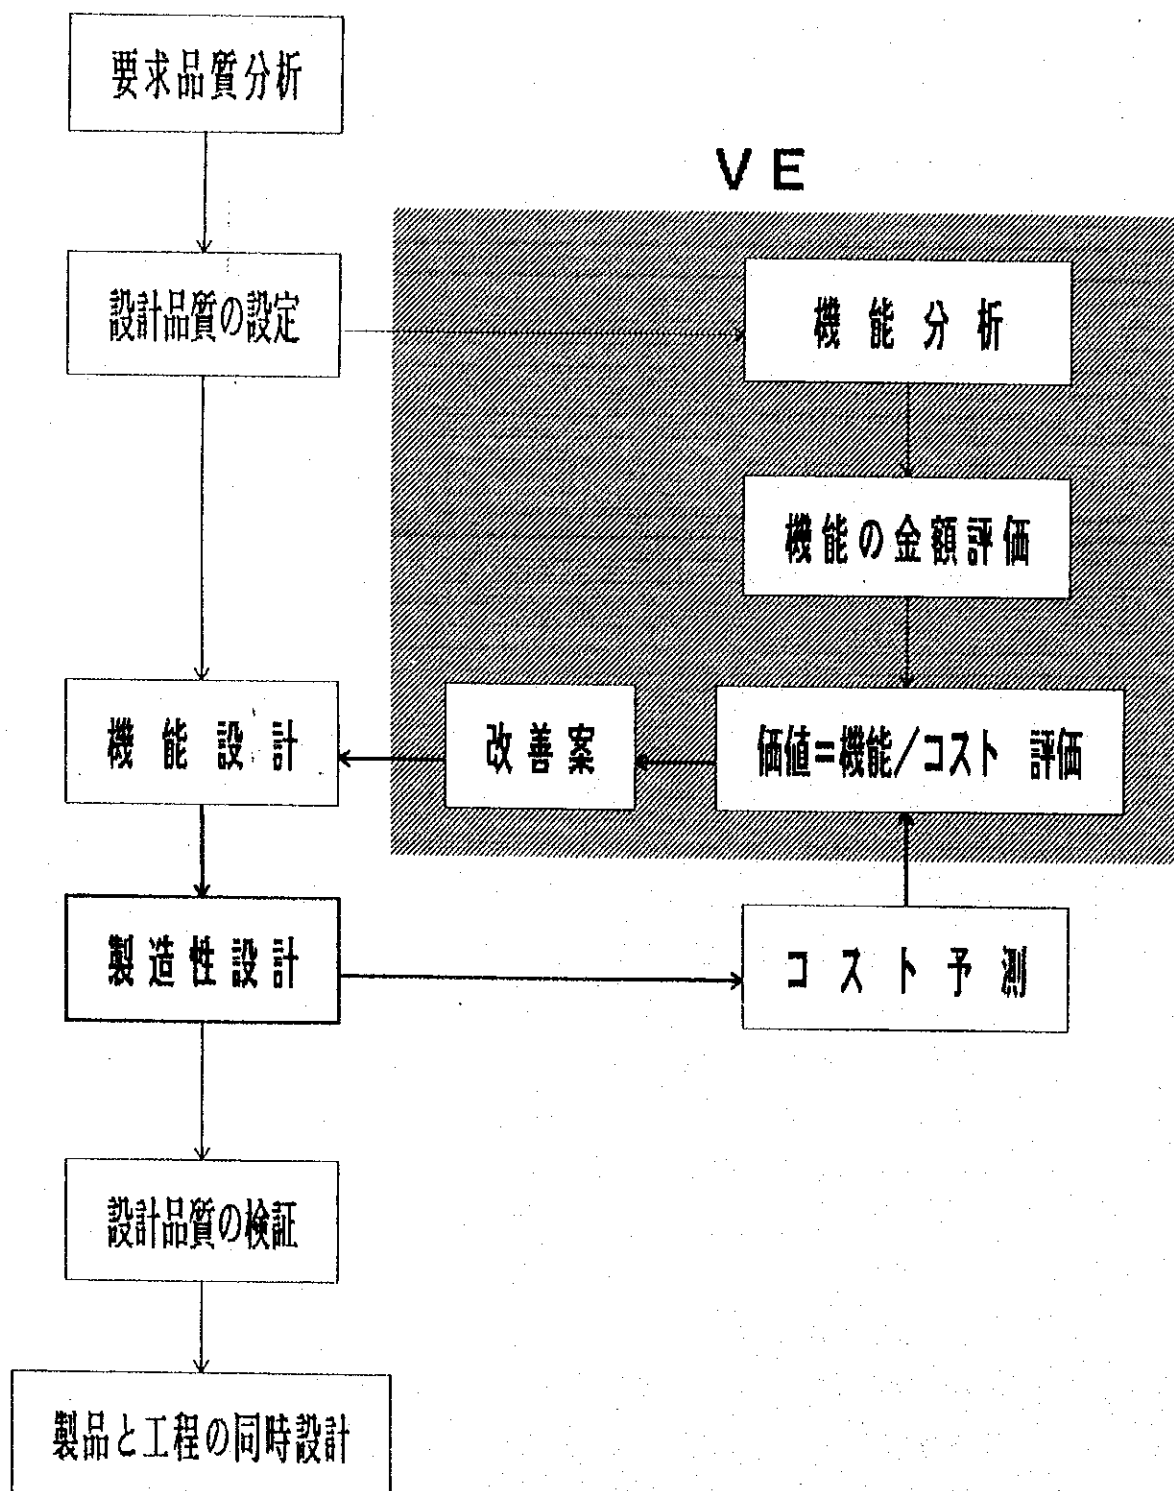 要求品質分析
VE
設計品質の設定
機能分析
機能の金額評価
機能設計
改善案
価値=機能/コスト 評価
製造性設計
コスト予測
設計品質の検証
製品と工程の同時設計